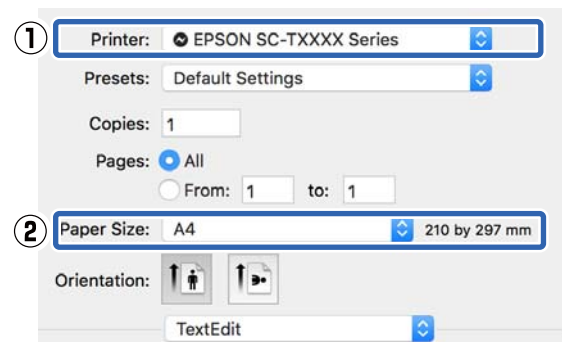 ① Printer: EPSON SC-TXXXX Series
Presets: Default Settings
Copies: 1
Pages: All
From: 1 to: 1
② Paper Size: A4 210 by 297 mm
Orientation:
TextEdit